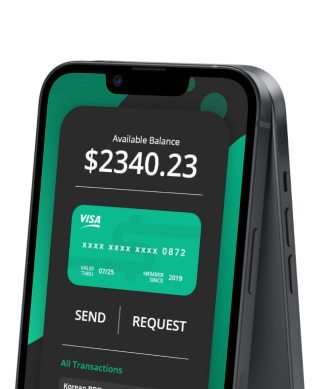 Available Balance
$2340.23
VISA
xxxx xxxx xxxx 0872
VALID THRU 07/25
MEMBER SINCE 2019
SEND
REQUEST
All Transactions
Korean BBQ